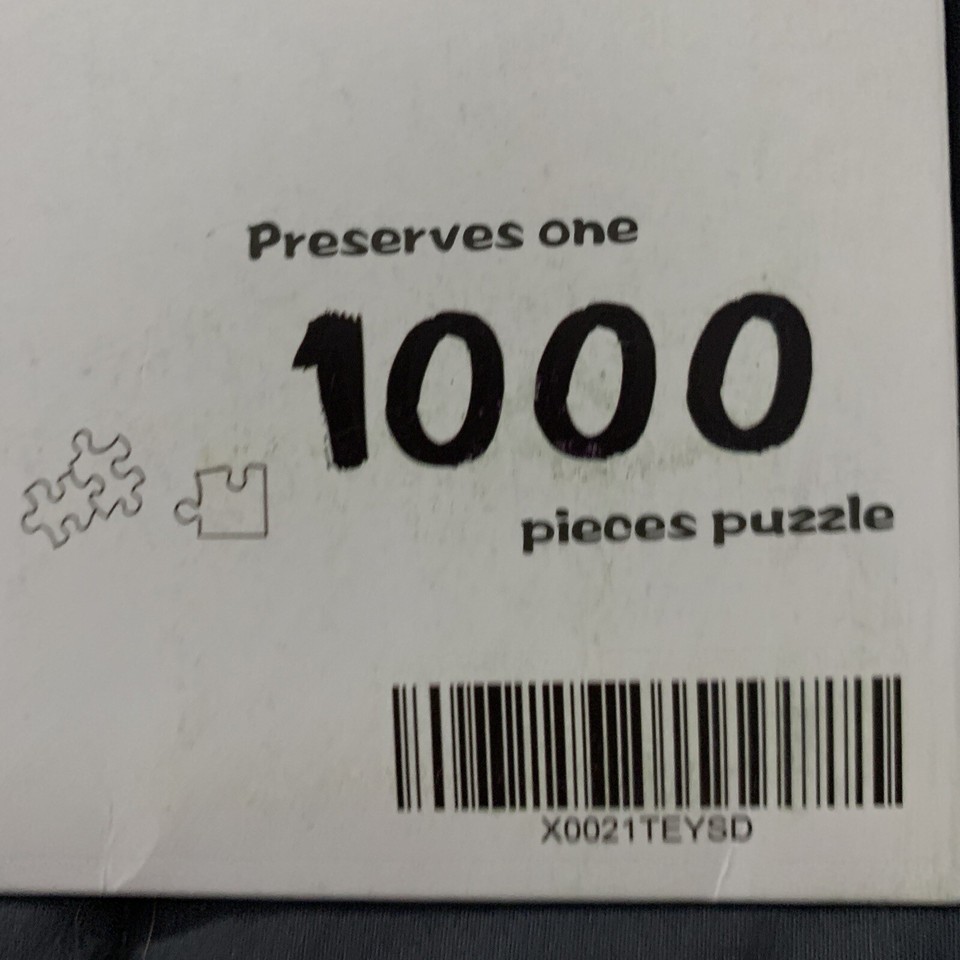 Preserves one
1000
pieces puzzle
X0021TEYSD